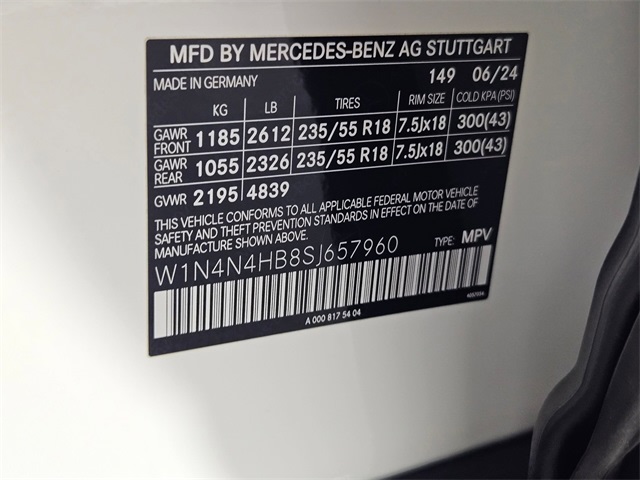 MFD BY MERCEDES-BENZ AG STUTTGART
MADE IN GERMANY 149 06/24
KG LB TIRES RIM SIZE COLD KPA(PSI)
GAWR FRONT 1185 2612 235/55 R18 7.5Jx18 300(43)
GAWR REAR 1055 2326 235/55 R18 7.5Jx18 300(43)
GVWR 2195 4839
THIS VEHICLE CONFORMS TO ALL APPLICABLE FEDERAL MOTOR VEHICLE
SAFETY AND THEFT PREVENTION STANDARDS IN EFFECT ON THE DATE OF
MANUFACTURE.
W1N4N4HB8SJ657960 TYPE: MPV
A 000 817 54 04